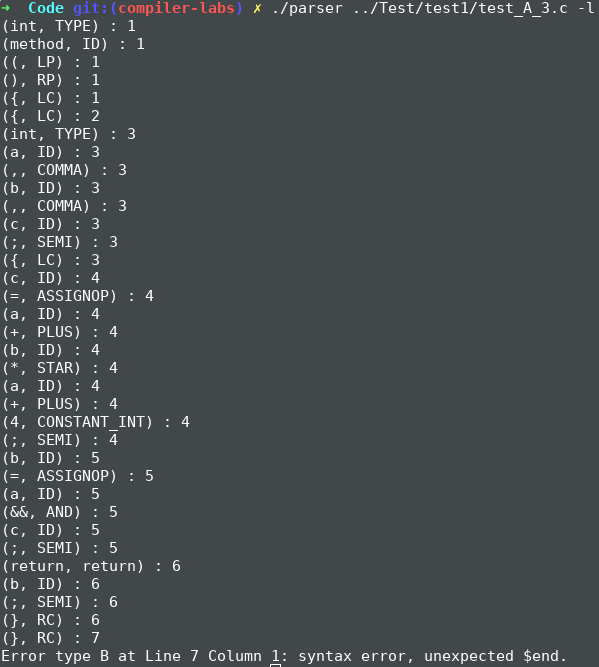 ➜  Code git:(compiler-labs) ✗ ./parser ../Test/test1/test_A_3.c -l
(int, TYPE) : 1
(method, ID) : 1
((, LP) : 1
(), RP) : 1
({, LC) : 1
({, LC) : 2
(int, TYPE) : 3
(a, ID) : 3
(,, COMMA) : 3
(b, ID) : 3
(,, COMMA) : 3
(c, ID) : 3
(;, SEMI) : 3
({, LC) : 3
(c, ID) : 4
(=, ASSIGNOP) : 4
(a, ID) : 4
(+, PLUS) : 4
(b, ID) : 4
(*, STAR) : 4
(a, ID) : 4
(+, PLUS) : 4
(4, CONSTANT_INT) : 4
(;, SEMI) : 4
(b, ID) : 5
(=, ASSIGNOP) : 5
(a, ID) : 5
(&&, AND) : 5
(c, ID) : 5
(;, SEMI) : 5
(return, return) : 6
(b, ID) : 6
(;, SEMI) : 6
(}, RC) : 6
(}, RC) : 7
Error type B at Line 7 Column 1: syntax error, unexpected $end.